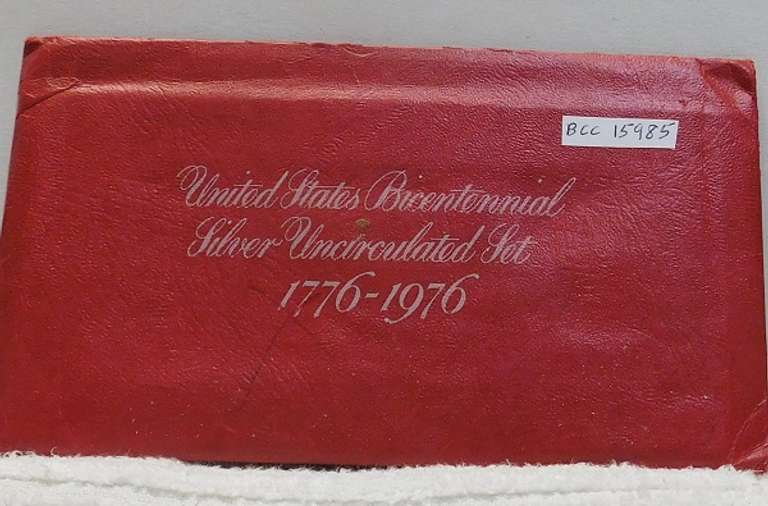 BCC 15985
United States Bicentennial
Silver Uncirculated Set
1776-1976